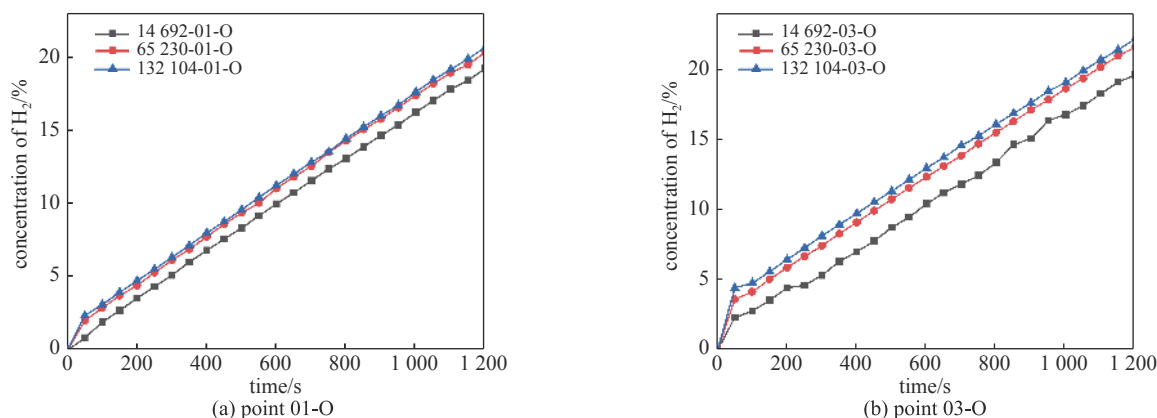 14 692-01-O
65 230-01-O
132 104-01-O
20
15
10
5
0
concentration of H₂/%
0 200 400 600 800 1 000 1 200
time/s
(a) point 01-O
14 692-03-O
65 230-03-O
132 104-03-O
20
15
10
5
0
concentration of H₂/%
0 200 400 600 800 1 000 1 200
time/s
(b) point 03-O